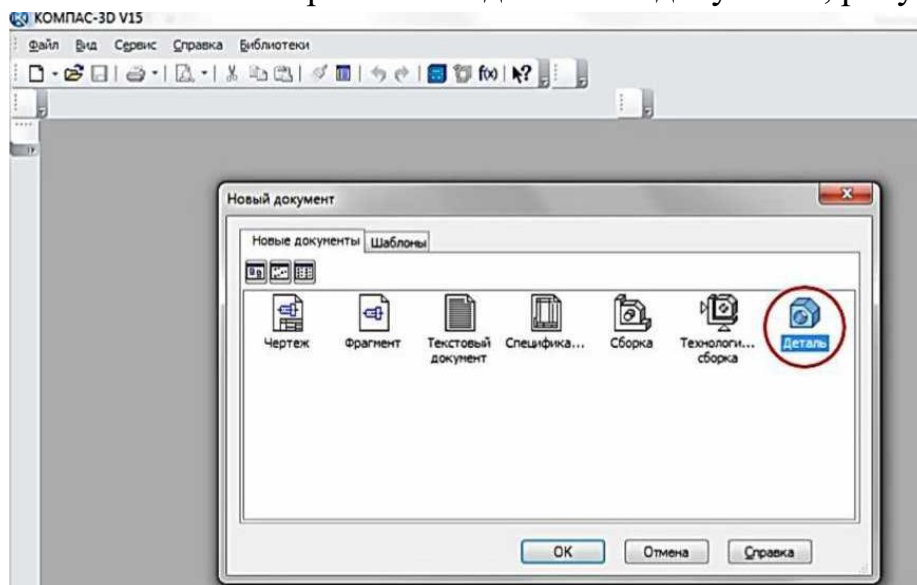 КОМПАС-3D V15
Файл Вид Сервис Справка Библиотеки
f(x)
Новый документ
Новые документы Шаблоны
Чертеж Фрагмент Текстовый документ Специфика... Сборка Технологи... сборка Деталь
OK Отмена Справка